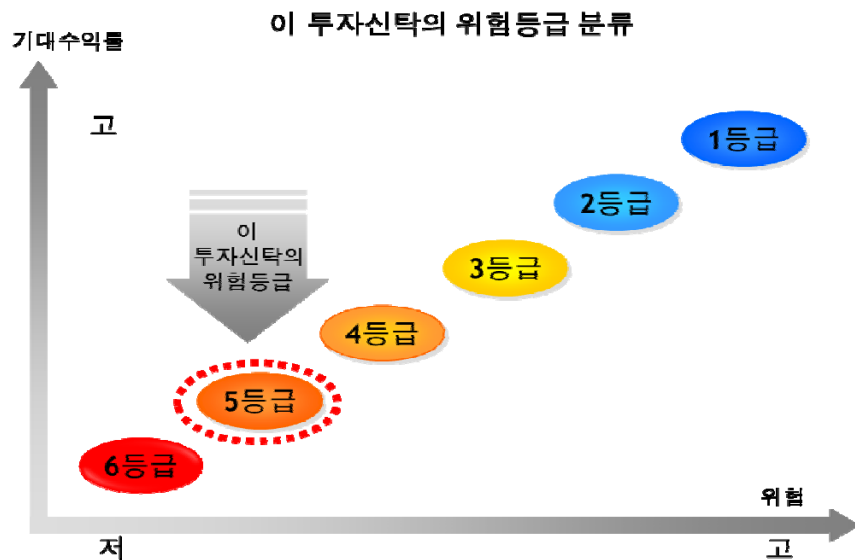 이 투자신탁의 위험등급 분류
기대수익률
고
1등급
2등급
이
투자신탁의
위험등급
3등급
4등급
5등급
6등급
위험
저
고